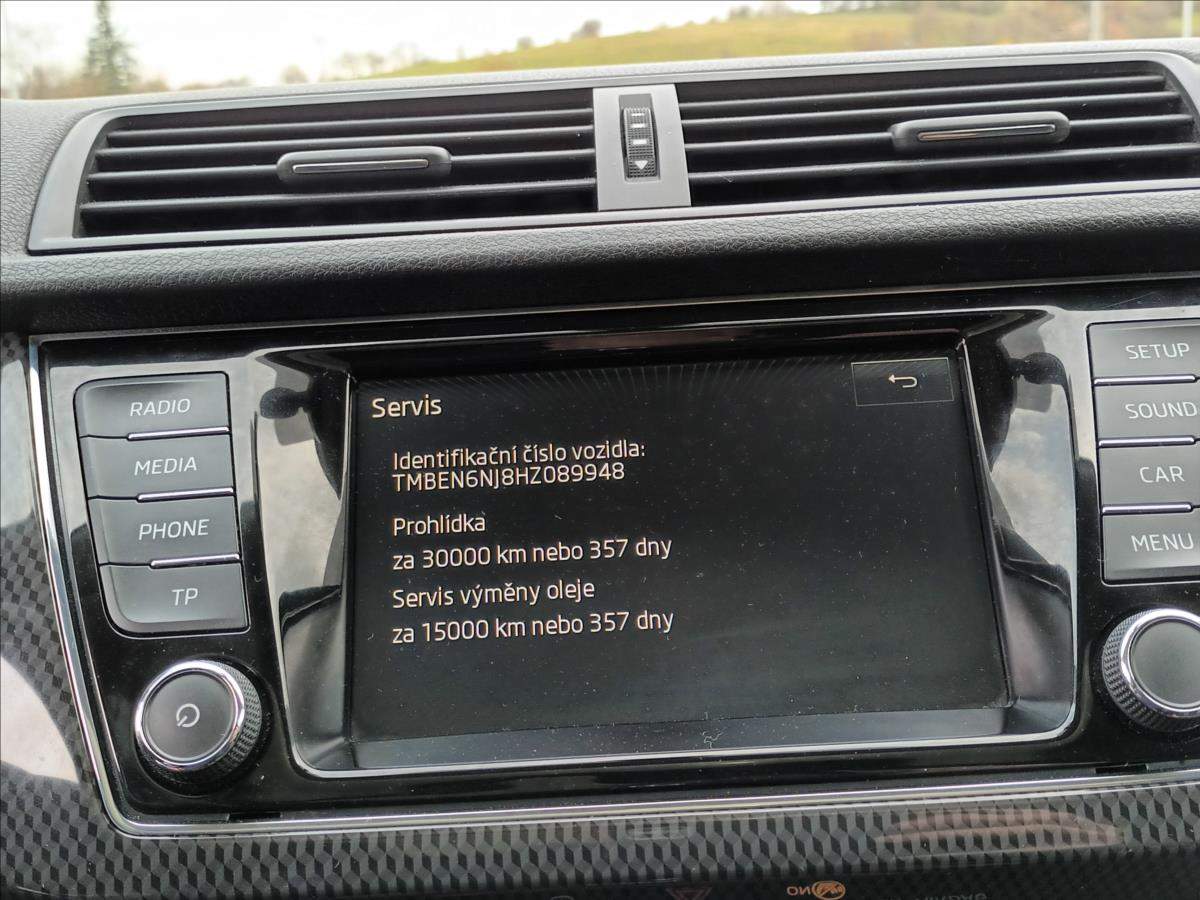 RADIO
MEDIA
PHONE
TP
Servis
Identifikační číslo vozidla:
TMBEN6NJ8HZ089948
Prohlídka
za 30000 km nebo 357 dny
Servis výměny oleje
za 15000 km nebo 357 dny
SETUP
SOUND
CAR
MENU